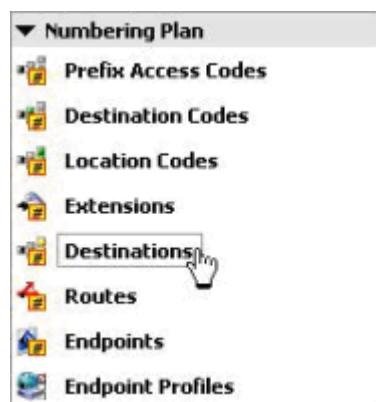 Numbering Plan
Prefix Access Codes
Destination Codes
Location Codes
Extensions
Destinations
Routes
Endpoints
Endpoint Profiles